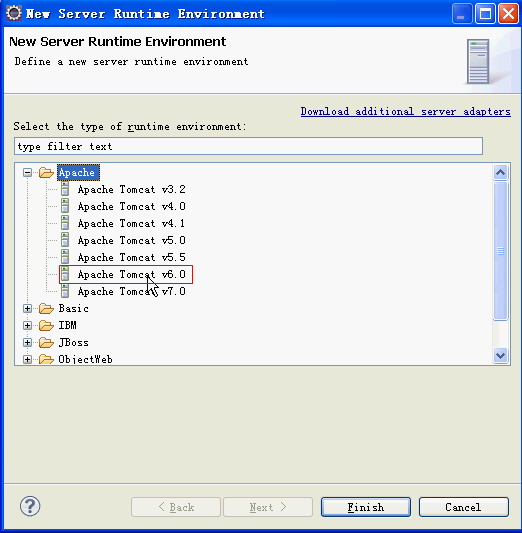 New Server Runtime Environment
New Server Runtime Environment
Define a new server runtime environment
Download additional server adapters
Select the type of runtime environment:
type filter text
Apache
Apache Tomcat v3.2
Apache Tomcat v4.0
Apache Tomcat v4.1
Apache Tomcat v5.0
Apache Tomcat v5.5
Apache Tomcat v6.0
Apache Tomcat v7.0
Basic
IBM
JBoss
ObjectWeb
?
< Back
Next >
Finish
Cancel